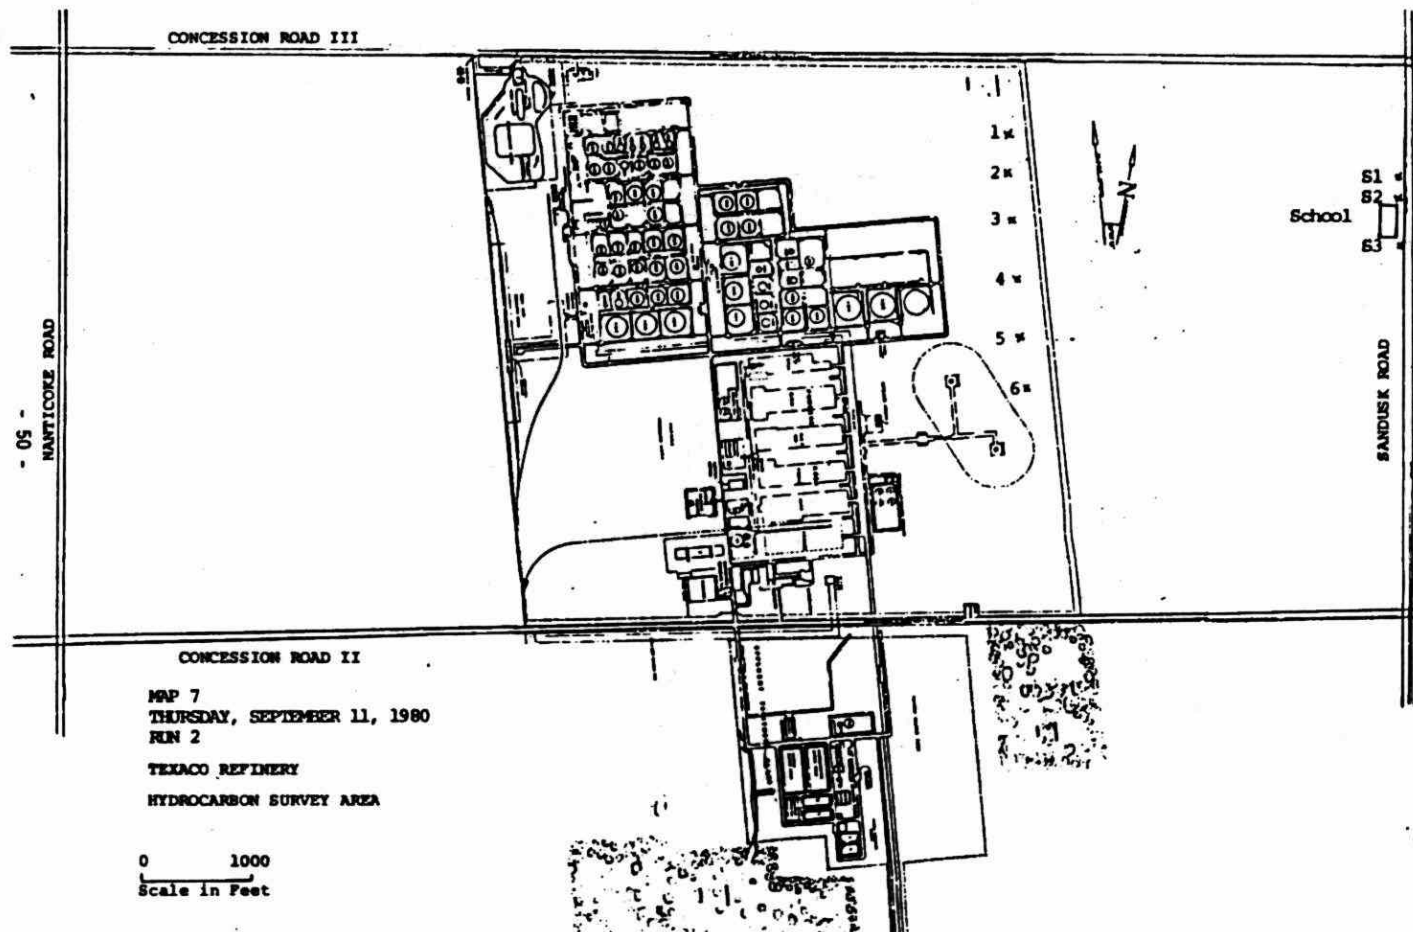 CONCESSION ROAD III
1
2
3
4
5
6
N
S1
S2
School
S3
NANTICOKE ROAD
SANDUSK ROAD
- 50 -
CONCESSION ROAD II
MAP 7
THURSDAY, SEPTEMBER 11, 1980
RUN 2
TEXACO REFINERY
HYDROCARBON SURVEY AREA
0 1000
Scale in Feet